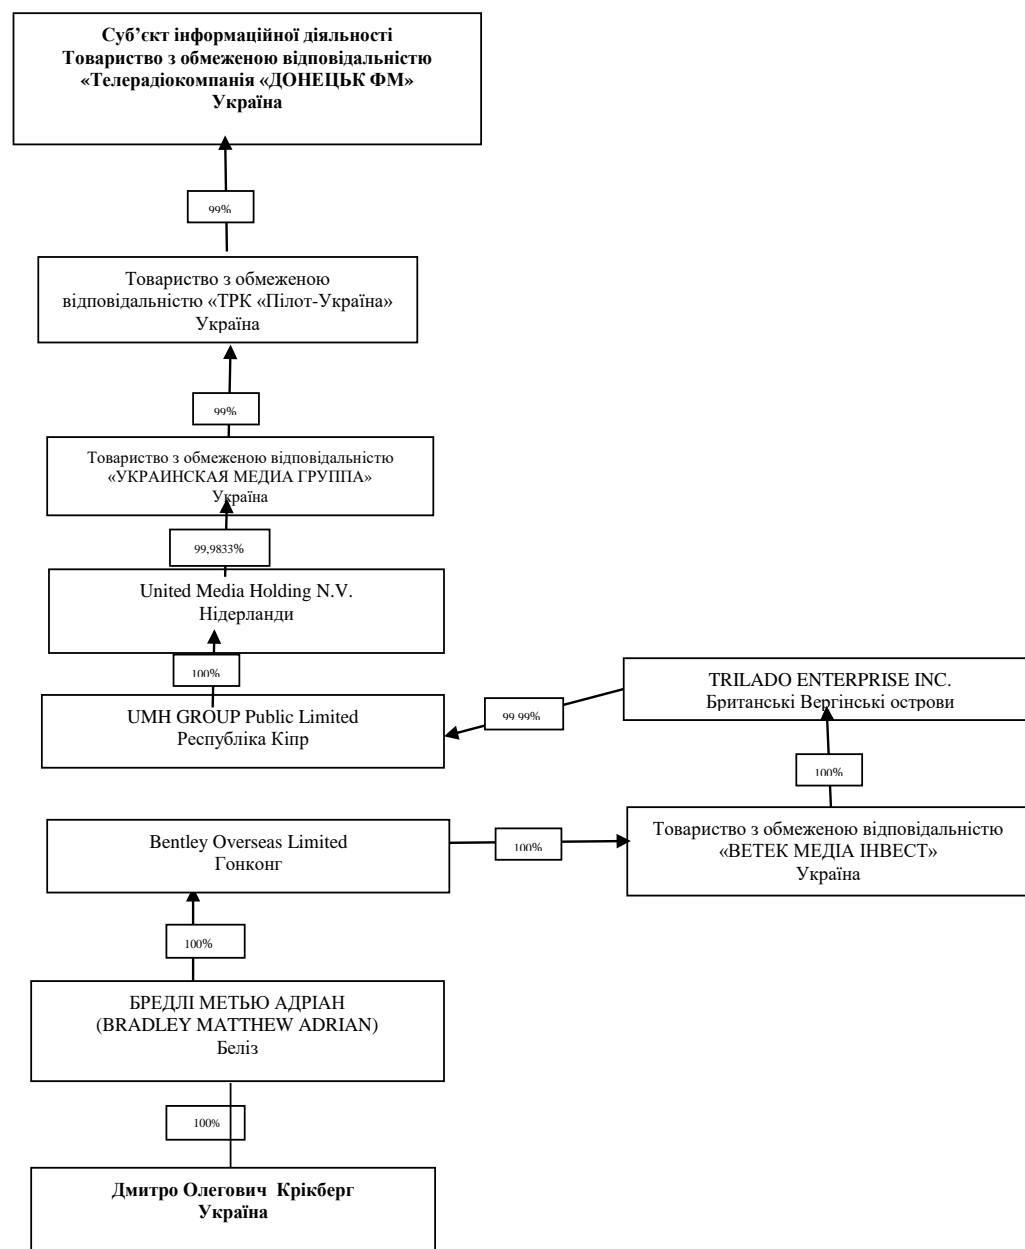 Суб’єкт інформаційної діяльності
Товариство з обмеженою відповідальністю
«Телерадіокомпанія «ДОНЕЦЬК ФМ»
Україна
99%
Товариство з обмеженою
відповідальністю «ТРК «Пілот-Україна»
Україна
99%
Товариство з обмеженою відповідальністю
«УКРАИНСКАЯ МЕДИА ГРУППА»
Україна
99,9833%
United Media Holding N.V.
Нідерланди
100%
UMH GROUP Public Limited
Республіка Кіпр
99.99%
TRILADO ENTERPRISE INC.
Британські Вергінські острови
100%
Товариство з обмеженою відповідальністю
«ВЕТЕК МЕДІА ІНВЕСТ»
Україна
100%
Bentley Overseas Limited
Гонконг
100%
БРЕДЛІ МЕТЬЮ АДРІАН
(BRADLEY MATTHEW ADRIAN)
Беліз
100%
Дмитро Олегович Крікберг
Україна